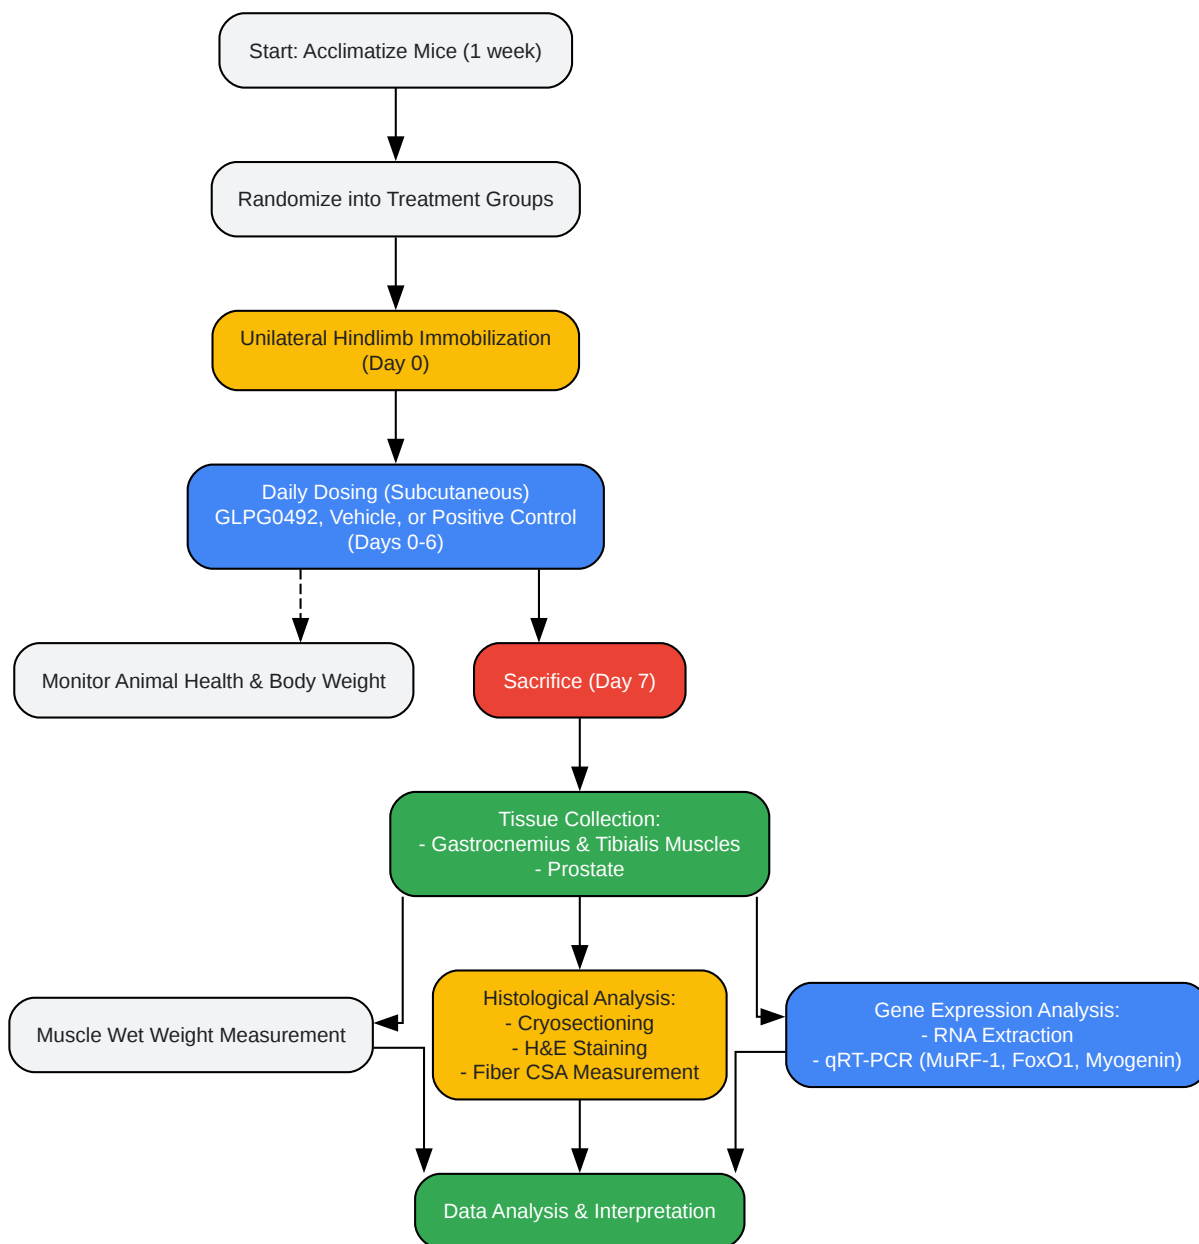 Start: Acclimatize Mice (1 week)
Randomize into Treatment Groups
Unilateral Hindlimb Immobilization
(Day 0)
Daily Dosing (Subcutaneous)
GLPG0492, Vehicle, or Positive Control
(Days 0-6)
Monitor Animal Health & Body Weight
Sacrifice (Day 7)
Tissue Collection:
- Gastrocnemius & Tibialis Muscles
- Prostate
Muscle Wet Weight Measurement
Histological Analysis:
- Cryosectioning
- H&E Staining
- Fiber CSA Measurement
Gene Expression Analysis:
- RNA Extraction
- qRT-PCR (MuRF-1, FoxO1, Myogenin)
Data Analysis & Interpretation